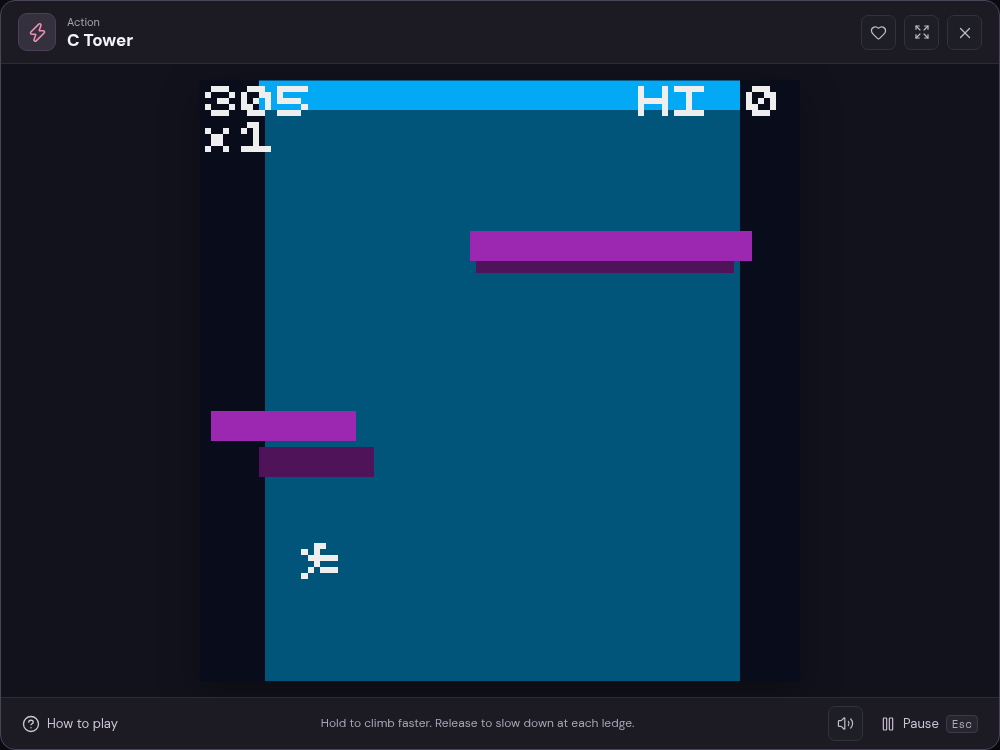 Action
C Tower
305
HI 0
x1
How to play
Hold to climb faster. Release to slow down at each ledge.
Pause
Esc